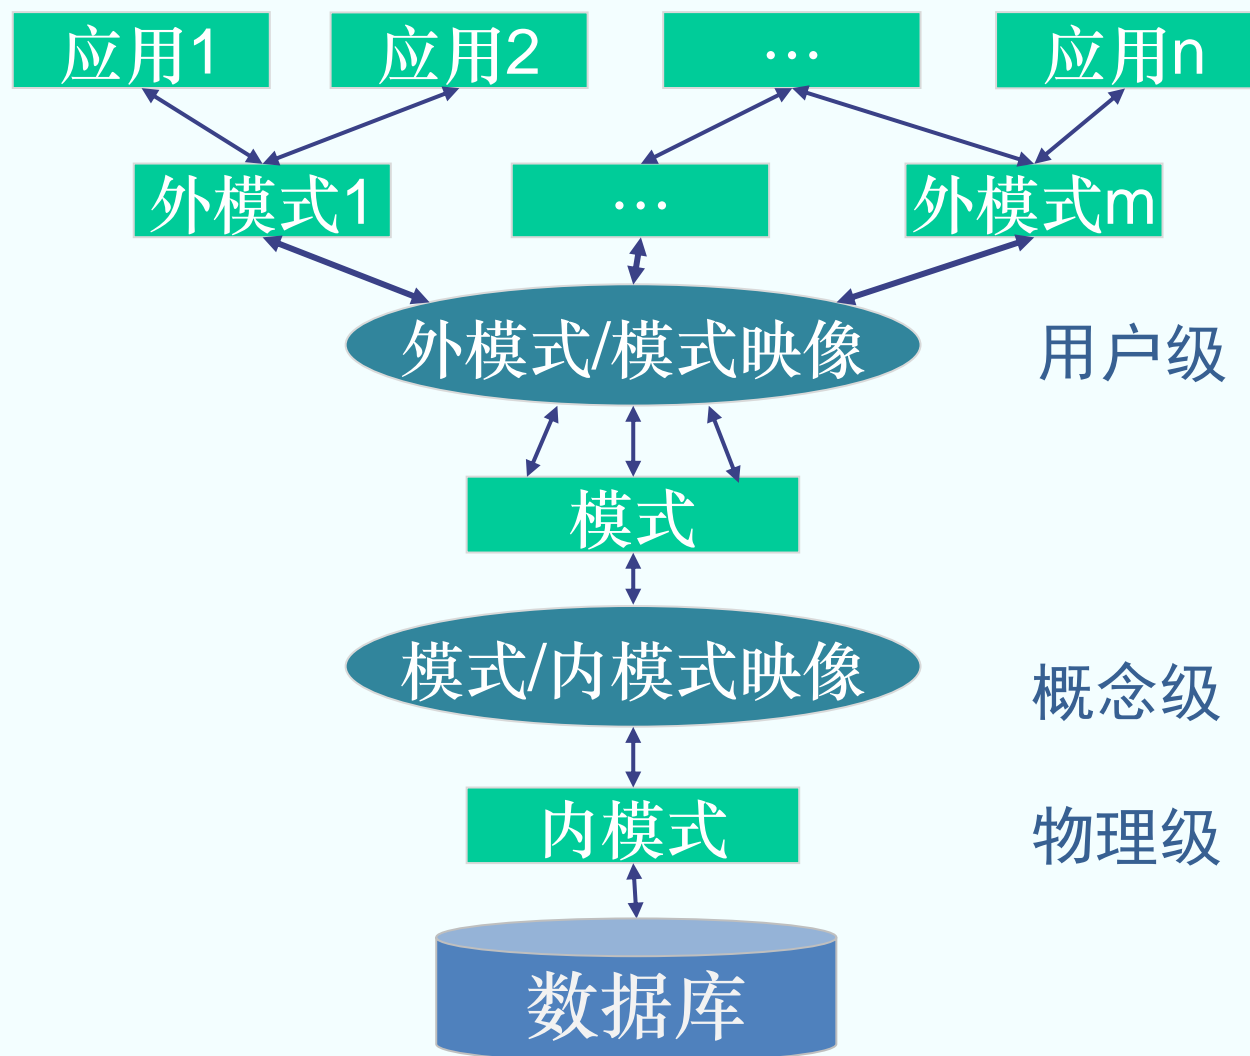 应用1
应用2
…
应用n
外模式1
…
外模式m
外模式/模式映像
用户级
模式
模式/内模式映像
概念级
内模式
物理级
数据库